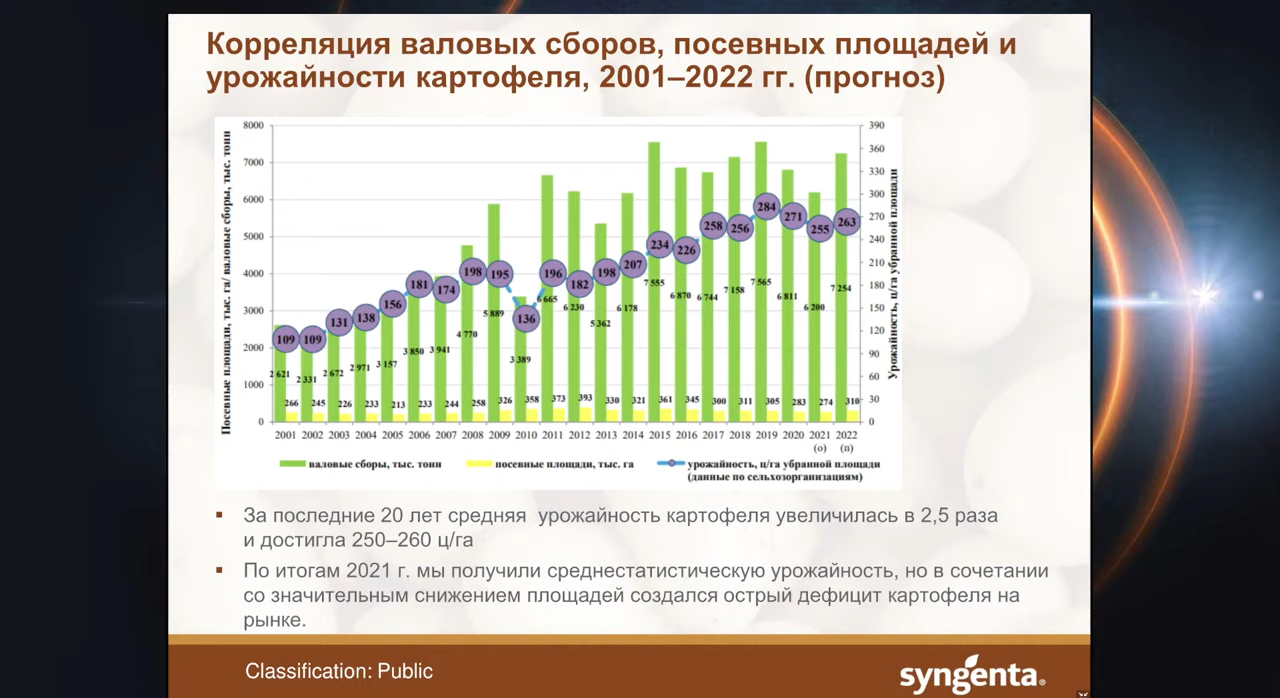 Корреляция валовых сборов, посевных площадей и
урожайности картофеля, 2001–2022 гг. (прогноз)
Посевные площади, тыс. га/ валовые сборы, тыс. тонн
8000
7000
6000
5000
4000
3000
2000
1000
0
390
360
330
300
270
240
210
180
150
120
90
60
30
0
Урожайность, ц/га убранной площади
109 109 131 138 156 181 174 198 195 136 196 182 198 207 234 226 258 256 284 271 255 263
2 621 2 331 2 672 2 971 3 157 3 850 3 941 4 770 5 889 3 389 6 665 6 230 5 362 6 178 7 555 6 870 6 744 7 158 7 565 6 811 6 200 7 254
266 245 226 233 213 233 244 258 326 358 373 393 330 321 361 345 300 311 305 283 274 310
2001 2002 2003 2004 2005 2006 2007 2008 2009 2010 2011 2012 2013 2014 2015 2016 2017 2018 2019 2020 2021 2022
(о) (п)
валовые сборы, тыс. тонн посевные площади, тыс. га урожайность, ц/га убранной площади
(данные по сельхозорганизациям)
▪ За последние 20 лет средняя урожайность картофеля увеличилась в 2,5 раза
и достигла 250–260 ц/га
▪ По итогам 2021 г. мы получили среднестатистическую урожайность, но в сочетании
со значительным снижением площадей создался острый дефицит картофеля на
рынке.
Classification: Public
syngenta®